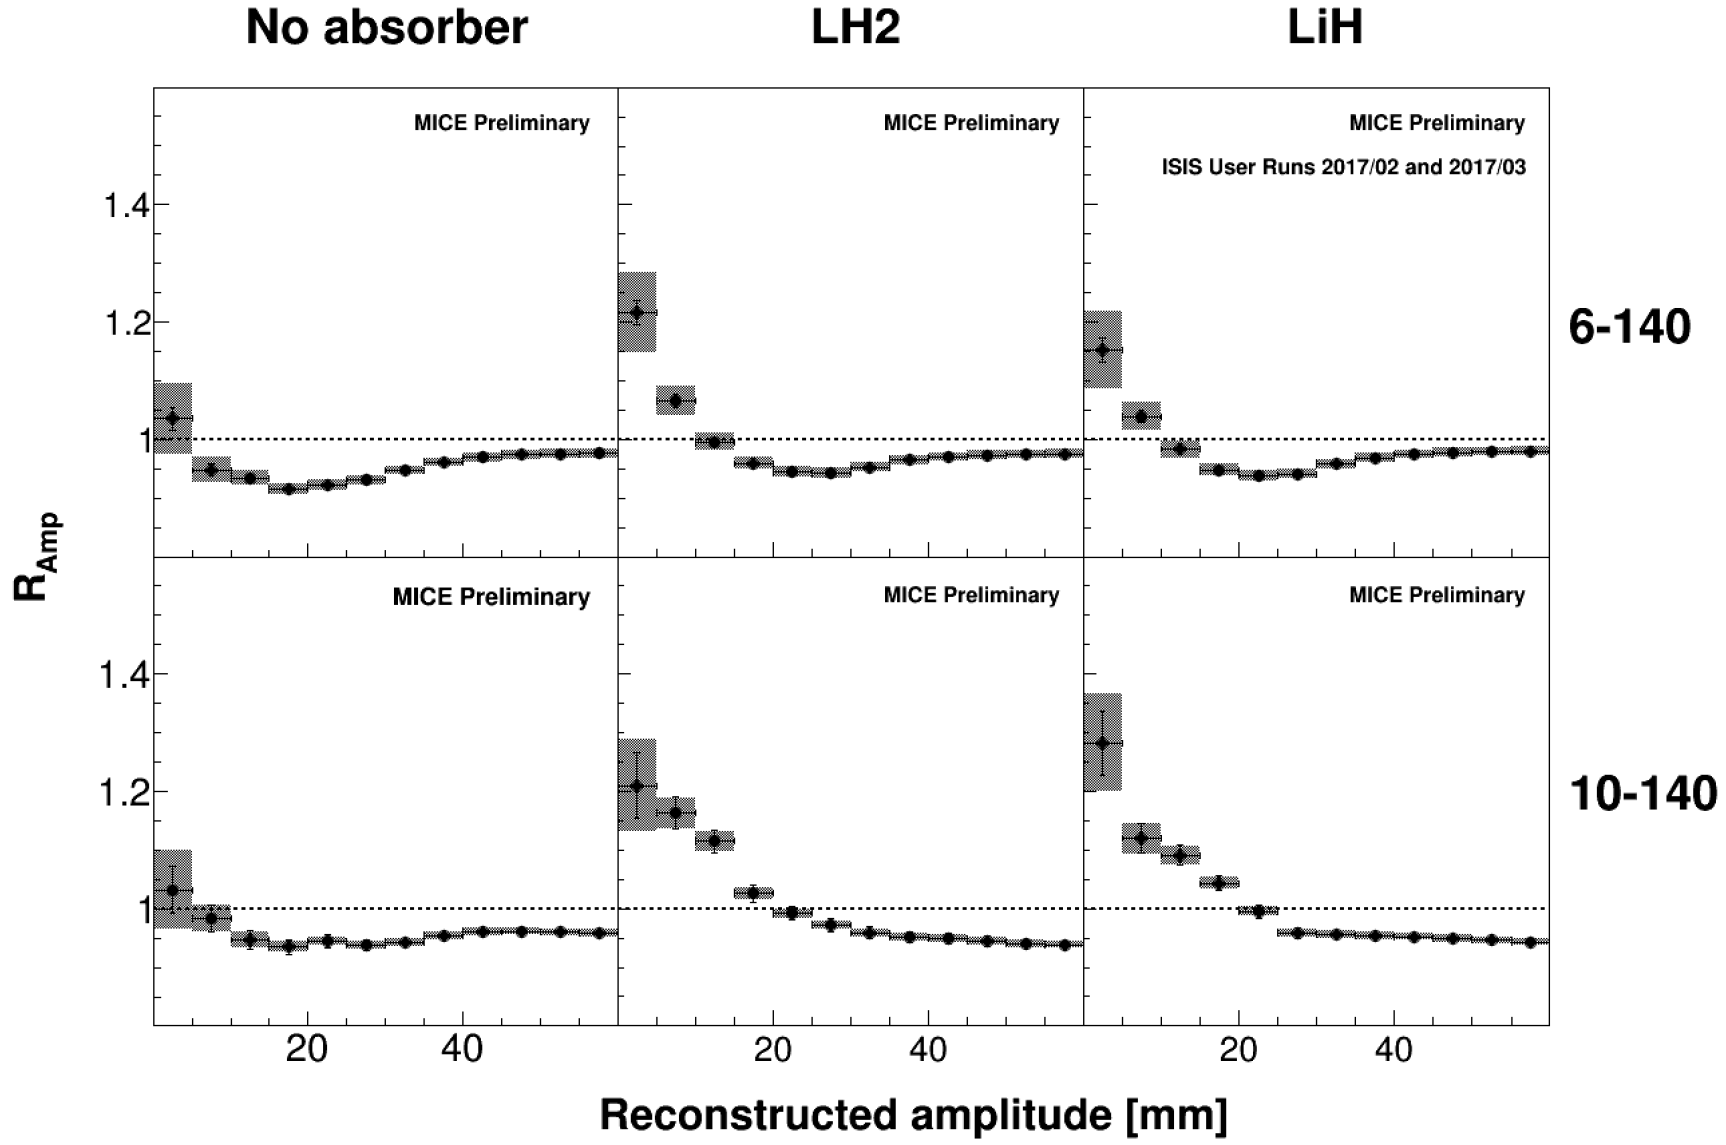 No absorber LH2 LiH
MICE Preliminary MICE Preliminary MICE Preliminary
ISIS User Runs 2017/02 and 2017/03
1.4
1.2
1
6-140
R_Amp
MICE Preliminary MICE Preliminary MICE Preliminary
1.4
1.2
1
10-140
20 40 20 40 20 40
Reconstructed amplitude [mm]